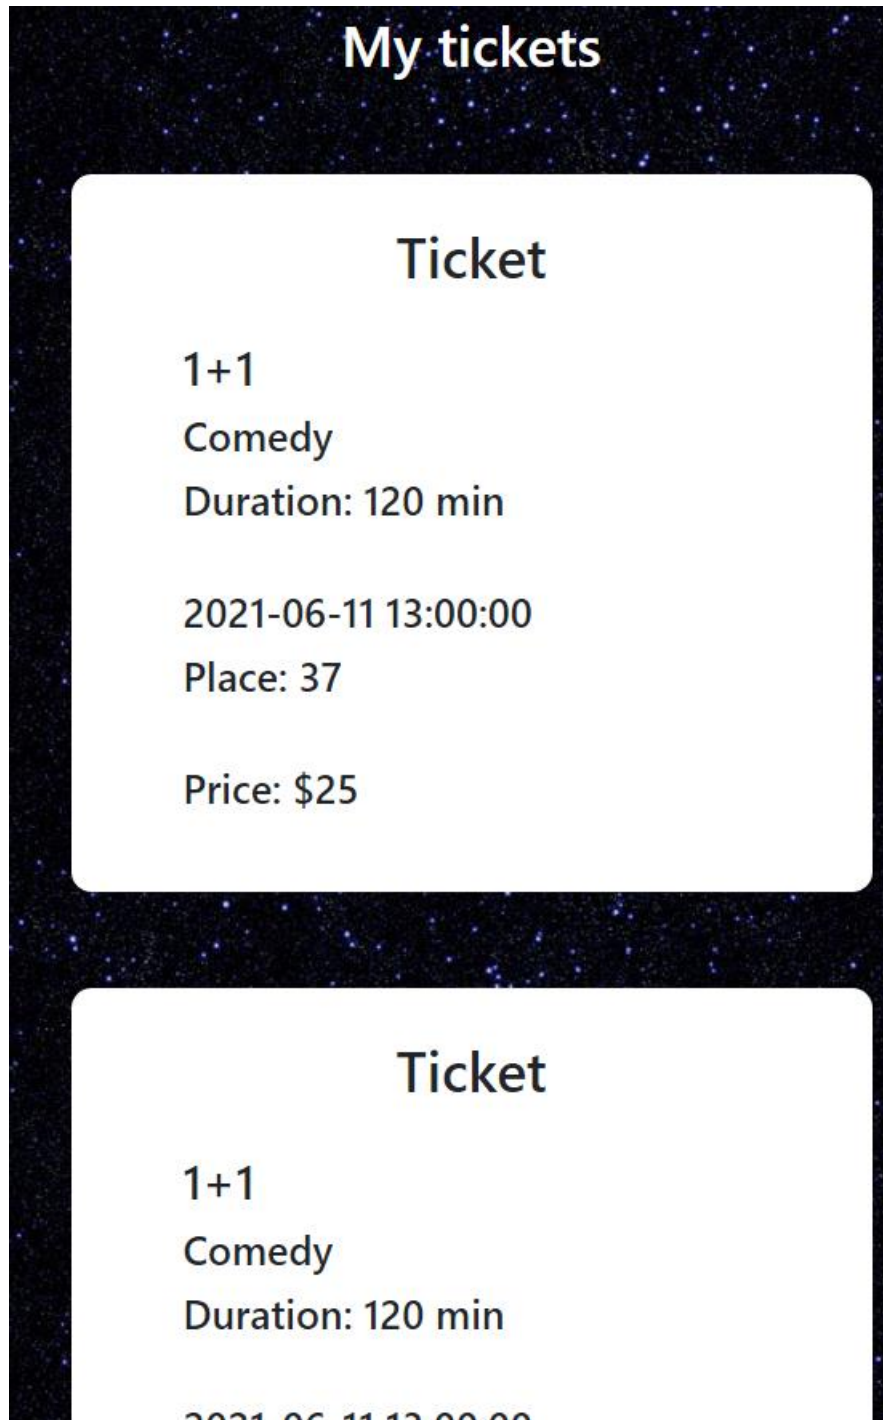 My tickets
Ticket
1+1
Comedy
Duration: 120 min
2021-06-11 13:00:00
Place: 37
Price: $25
Ticket
1+1
Comedy
Duration: 120 min